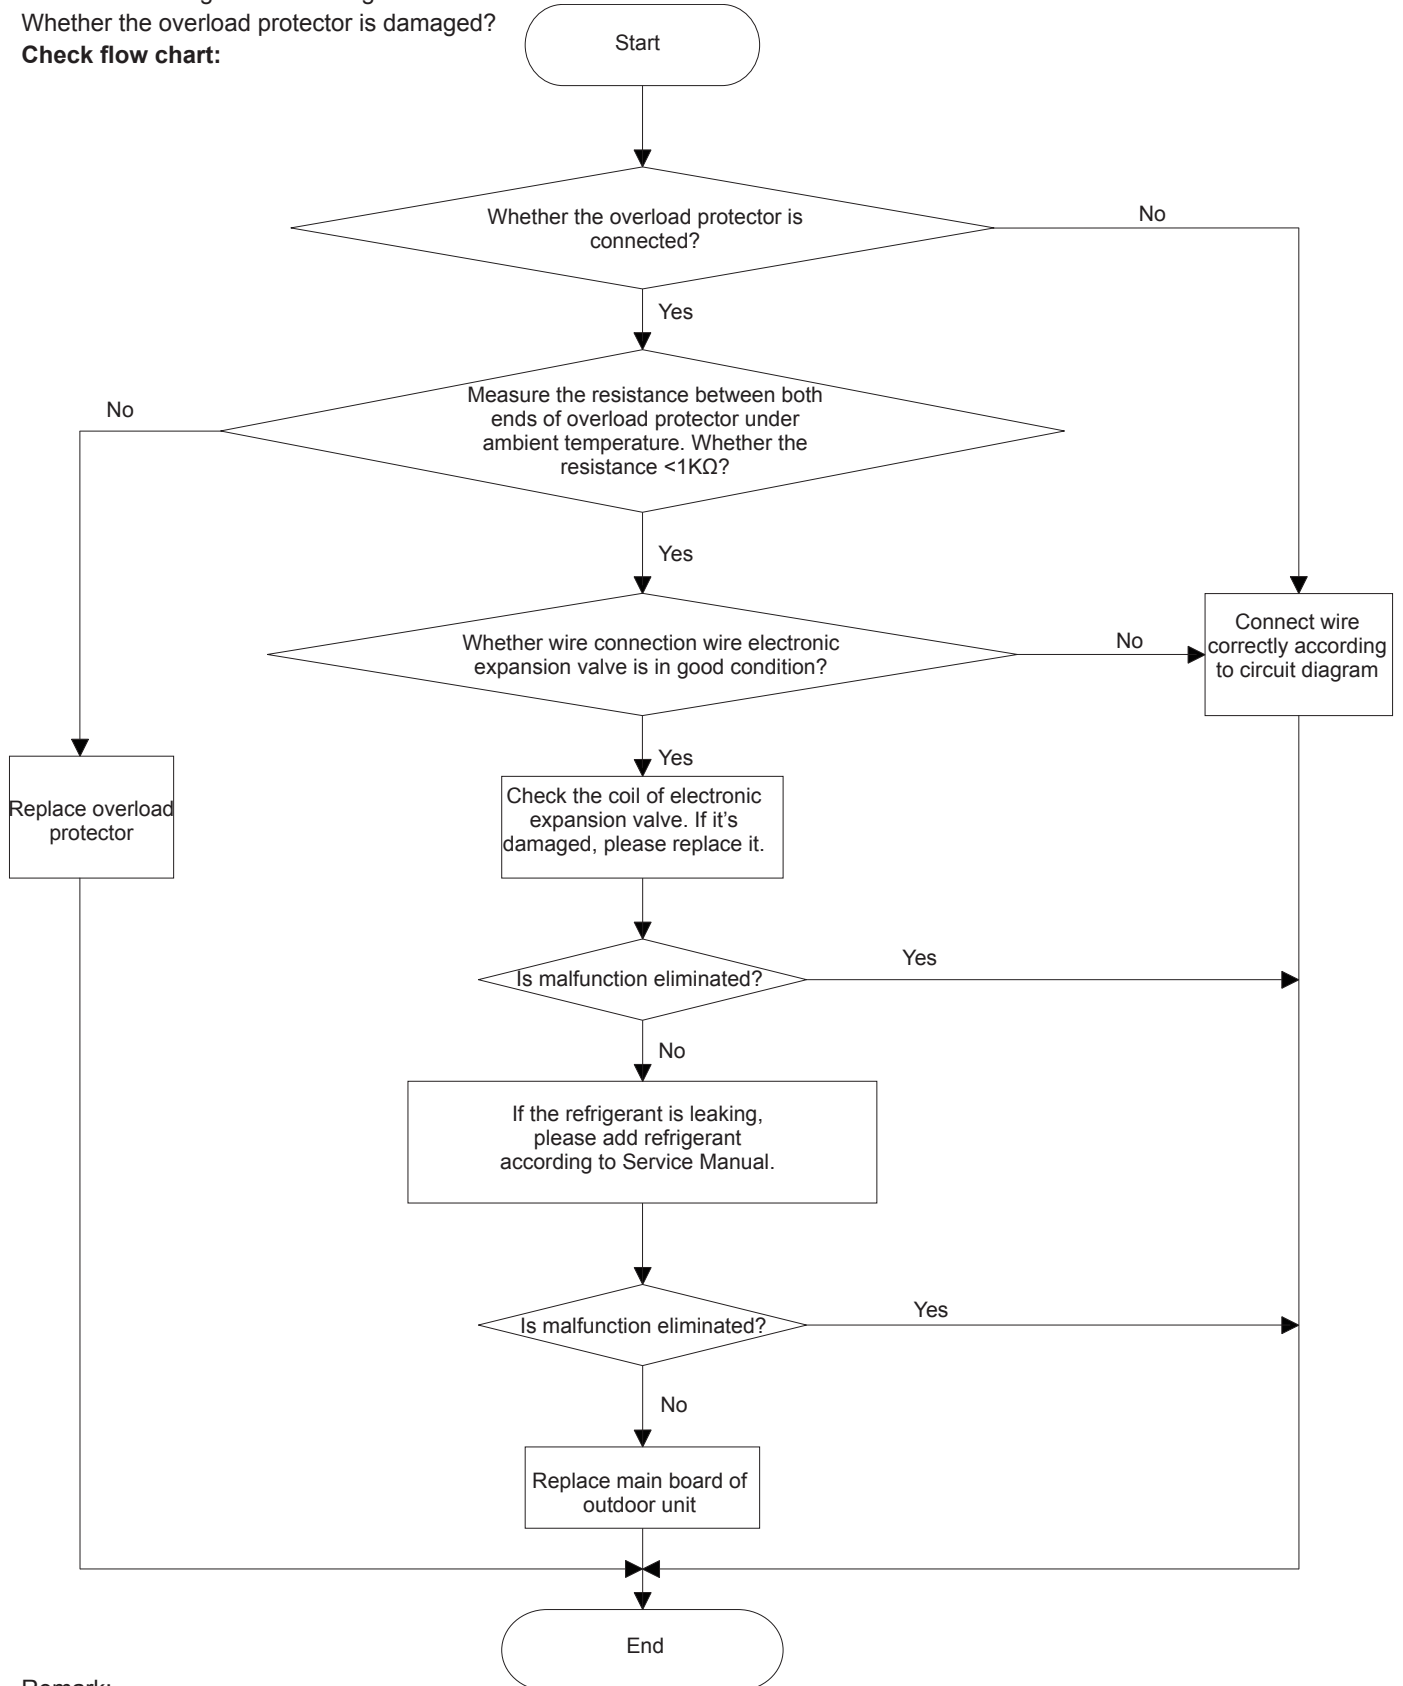 Whether the overload protector is damaged?
Check flow chart:
Start
Whether the overload protector is
connected?
No
Yes
Measure the resistance between both
ends of overload protector under
ambient temperature. Whether the
resistance <1KΩ?
No
Yes
Whether wire connection wire electronic
expansion valve is in good condition?
No
Connect wire
correctly according
to circuit diagram
Yes
Replace overload
protector
Check the coil of electronic
expansion valve. If it’s
damaged, please replace it.
Is malfunction eliminated?
Yes
No
If the refrigerant is leaking,
please add refrigerant
according to Service Manual.
Is malfunction eliminated?
Yes
No
Replace main board of
outdoor unit
End
Remark: